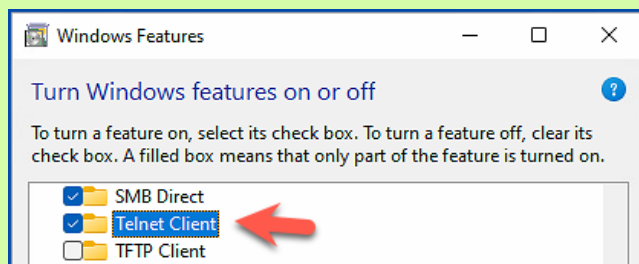 Windows Features
Turn Windows features on or off
?
To turn a feature on, select its check box. To turn a feature off, clear its
check box. A filled box means that only part of the feature is turned on.
SMB Direct
Telnet Client
TFTP Client